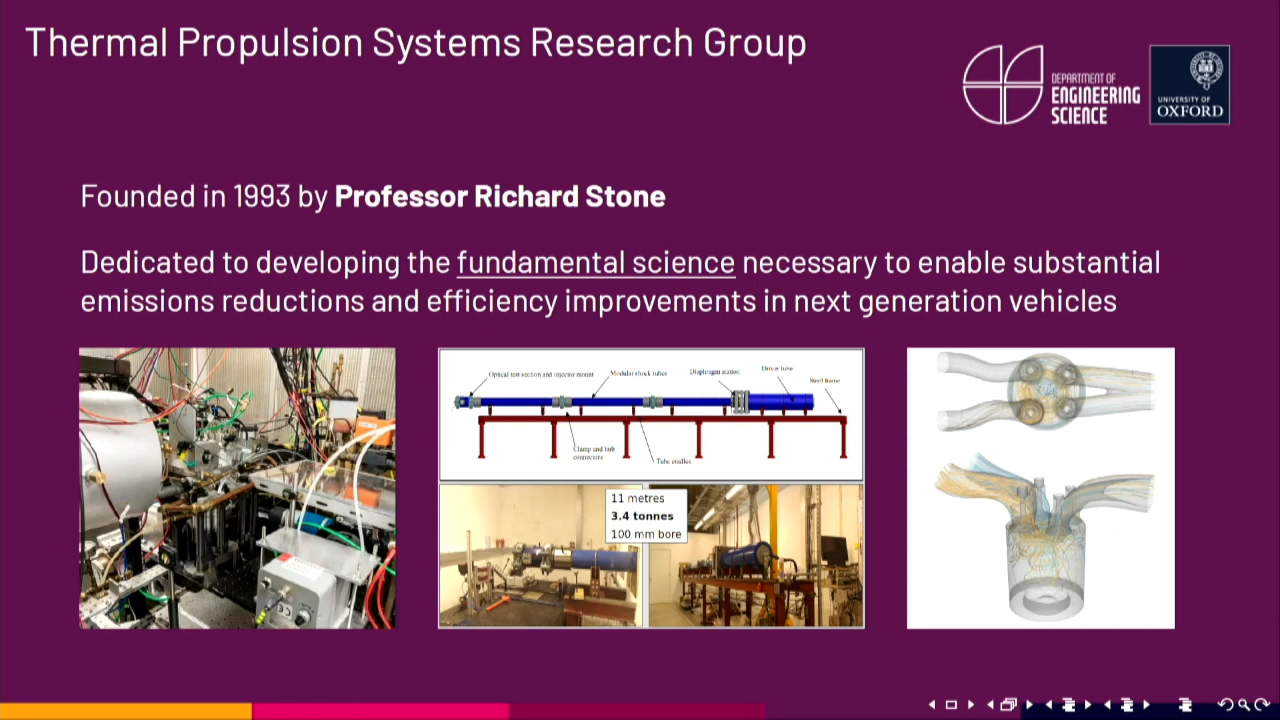 Thermal Propulsion Systems Research Group
DEPARTMENT OF
ENGINEERING
SCIENCE
UNIVERSITY OF
OXFORD
Founded in 1993 by Professor Richard Stone
Dedicated to developing the fundamental science necessary to enable substantial
emissions reductions and efficiency improvements in next generation vehicles
Optical test section and injector mount
Modular shock tubes
Diaphragm station
Driver tube
Steel frame
Clamp and hub
connectors
Tube cradles
11 metres
3.4 tonnes
100 mm bore